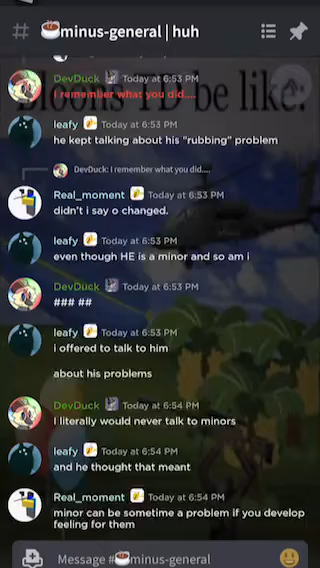 # ☕minus-general | huh
be like.
DevDuck Today at 6:53 PM
I remember what you did....
leafy Today at 6:53 PM
he kept talking about his "rubbing" problem
DevDuck: I remember what you did....
Real_moment Today at 6:53 PM
didn't i say o changed.
leafy Today at 6:53 PM
even though HE is a minor and so am i
DevDuck Today at 6:53 PM
### ##
leafy Today at 6:53 PM
i offered to talk to him
about his problems
DevDuck Today at 6:54 PM
I literally would never talk to minors
leafy Today at 6:54 PM
and he thought that meant
Real_moment Today at 6:54 PM
minor can be sometime a problem if you develop
feeling for them
Message #☕minus-general